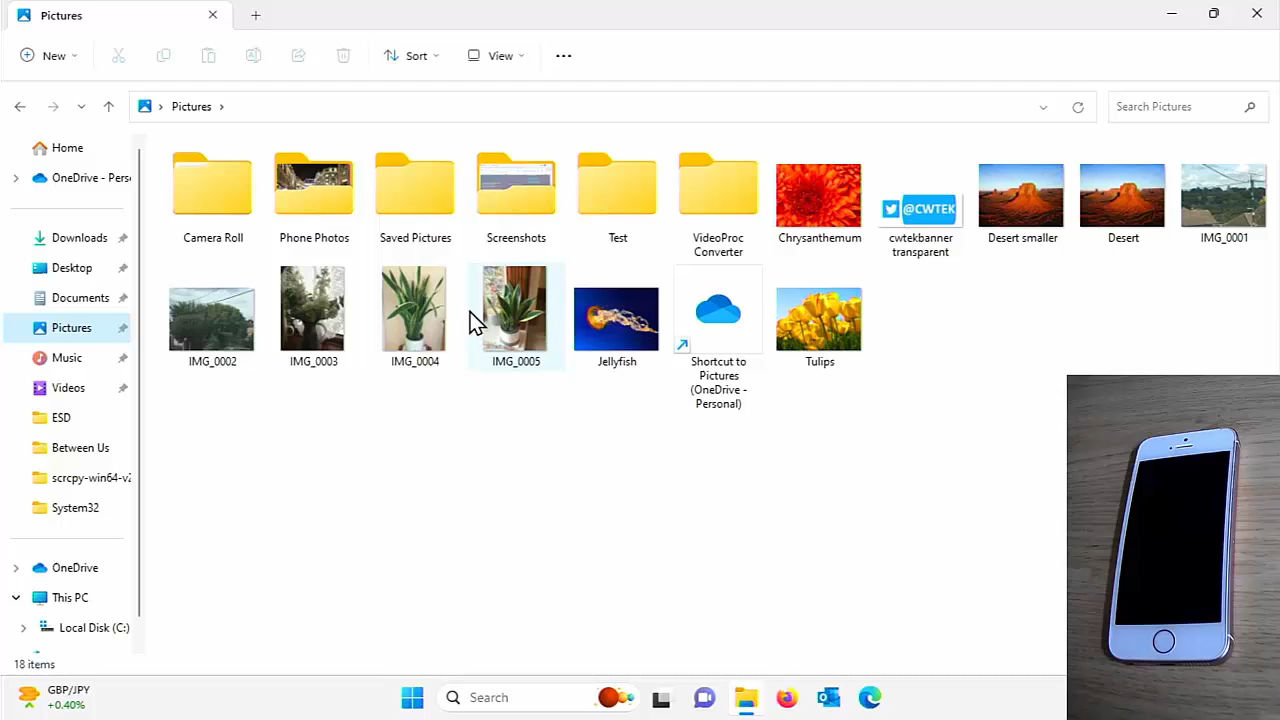 Pictures
New
Sort
View
Pictures
Search Pictures
Home
OneDrive - Pers
Downloads
Desktop
Documents
Pictures
Music
Videos
ESD
Between Us
scrcpy-win64-v2
System32
OneDrive
This PC
Local Disk (C:)
Camera Roll
Phone Photos
Saved Pictures
Screenshots
Test
VideoProc
Converter
Chrysanthemum
@CWTEK
cwtekbanner
transparent
Desert smaller
Desert
IMG_0001
IMG_0002
IMG_0003
IMG_0004
IMG_0005
Jellyfish
Shortcut to
Pictures
(OneDrive -
Personal)
Tulips
18 items
GBP/JPY
+0.40%
Search